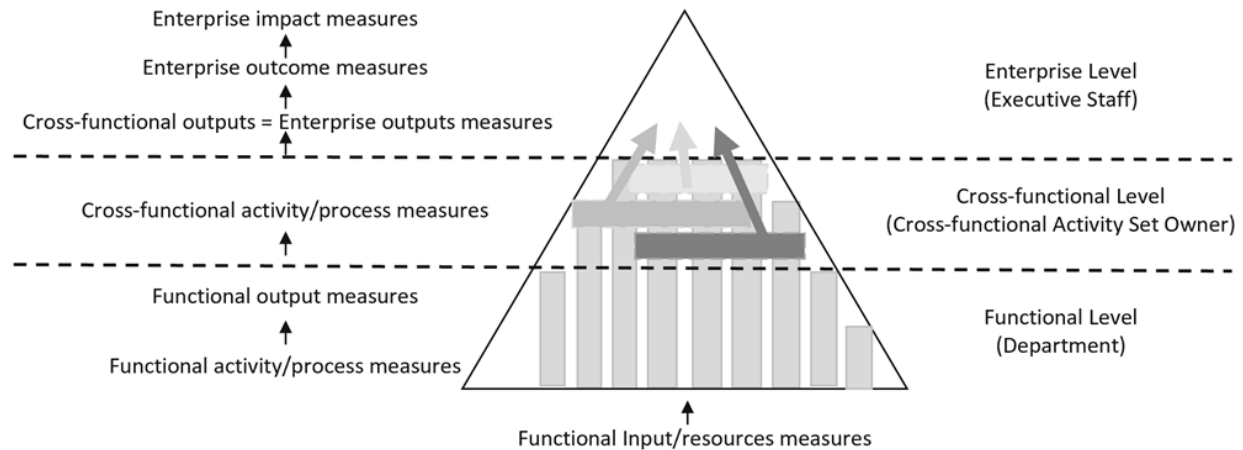 Enterprise impact measures
Enterprise outcome measures
Cross-functional outputs = Enterprise outputs measures
Enterprise Level
(Executive Staff)
Cross-functional activity/process measures
Cross-functional Level
(Cross-functional Activity Set Owner)
Functional output measures
Functional activity/process measures
Functional Level
(Department)
Functional Input/resources measures